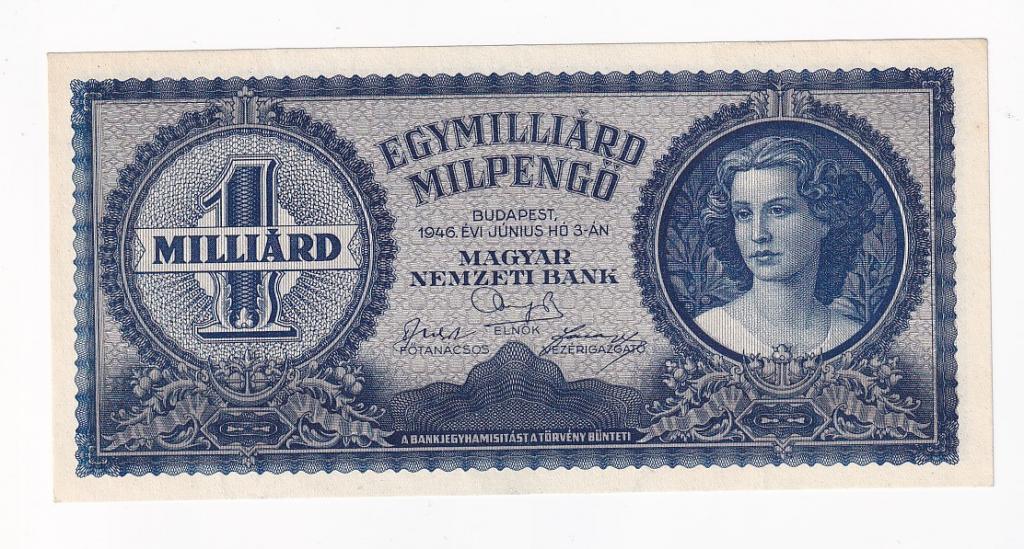 1
MILLIÁRD
EGYMILLIÁRD
MILPENGŐ
BUDAPEST,
1946. ÉVI JÚNIUS HÓ 3-ÁN
MAGYAR
NEMZETI BANK
ELNÖK
FŐTANÁCSOS VEZÉRIGAZGATÓ
A BANKJEGYHAMISITÁST A TÖRVÉNY BÜNTETI